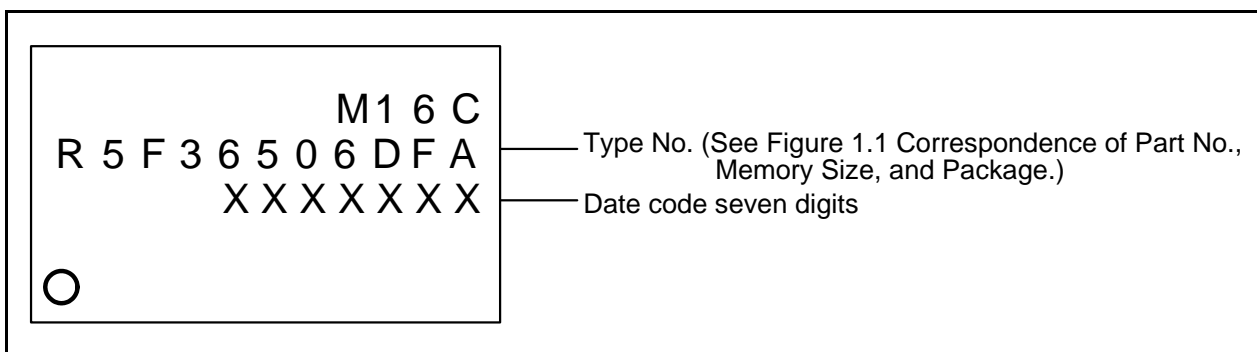 M16C
R5F36506DFA
XXXXXXX
Type No. (See Figure 1.1 Correspondence of Part No.,
Memory Size, and Package.)
Date code seven digits